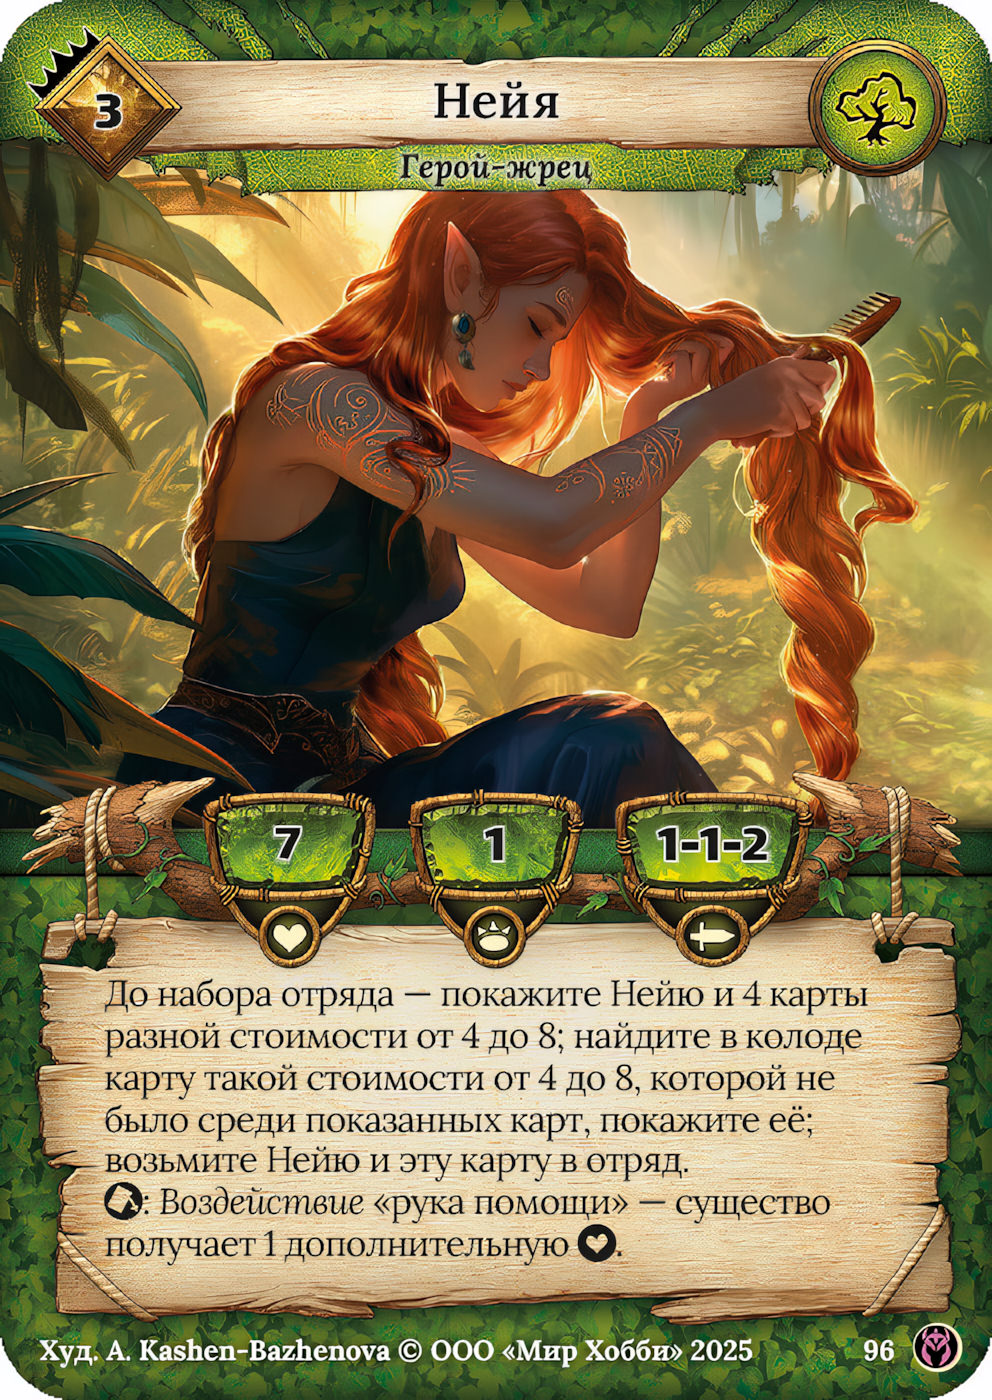 3
Нейя
Герой-жрец
7
1
1-1-2
До набора отряда — покажите Нейю и 4 карты
разной стоимости от 4 до 8; найдите в колоде
карту такой стоимости от 4 до 8, которой не
было среди показанных карт, покажите её;
возьмите Нейю и эту карту в отряд.
: Воздействие «рука помощи» — существо
получает 1 дополнительную .
Худ. A. Kashen-Bazhenova © ООО «Мир Хобби» 2025
96